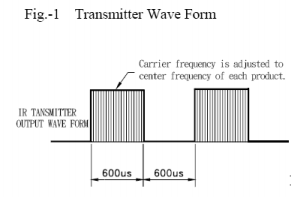 Fig.-1 Transmitter Wave Form
Carrier frequency is adjusted to
center frequency of each product.
IR TANSMITTER
OUTPUT WAVE FORM
600us 600us